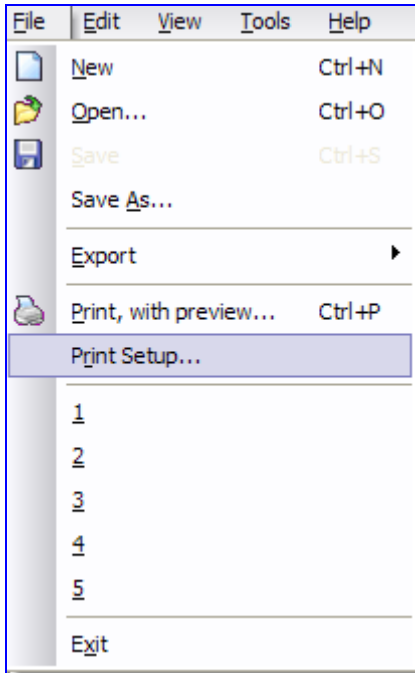 File Edit View Tools Help
New Ctrl+N
Open... Ctrl+O
Save Ctrl+S
Save As...
Export
Print, with preview... Ctrl+P
Print Setup...
1
2
3
4
5
Exit